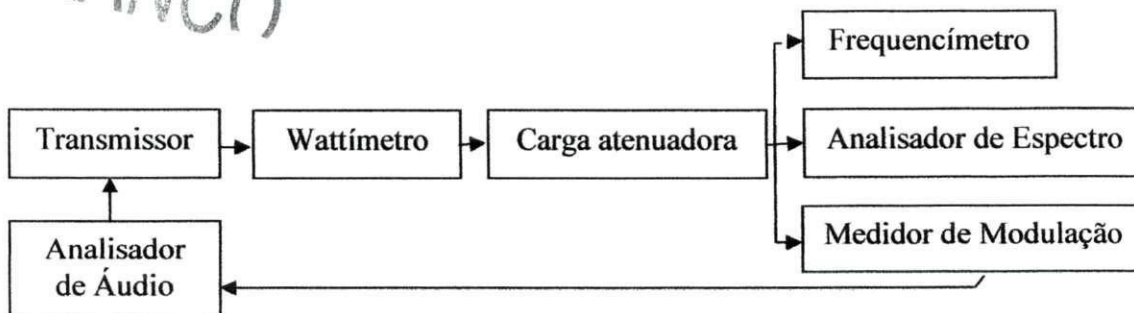 Frequencímetro
Transmissor
Wattímetro
Carga atenuadora
Analisador de Espectro
Medidor de Modulação
Analisador
de Áudio